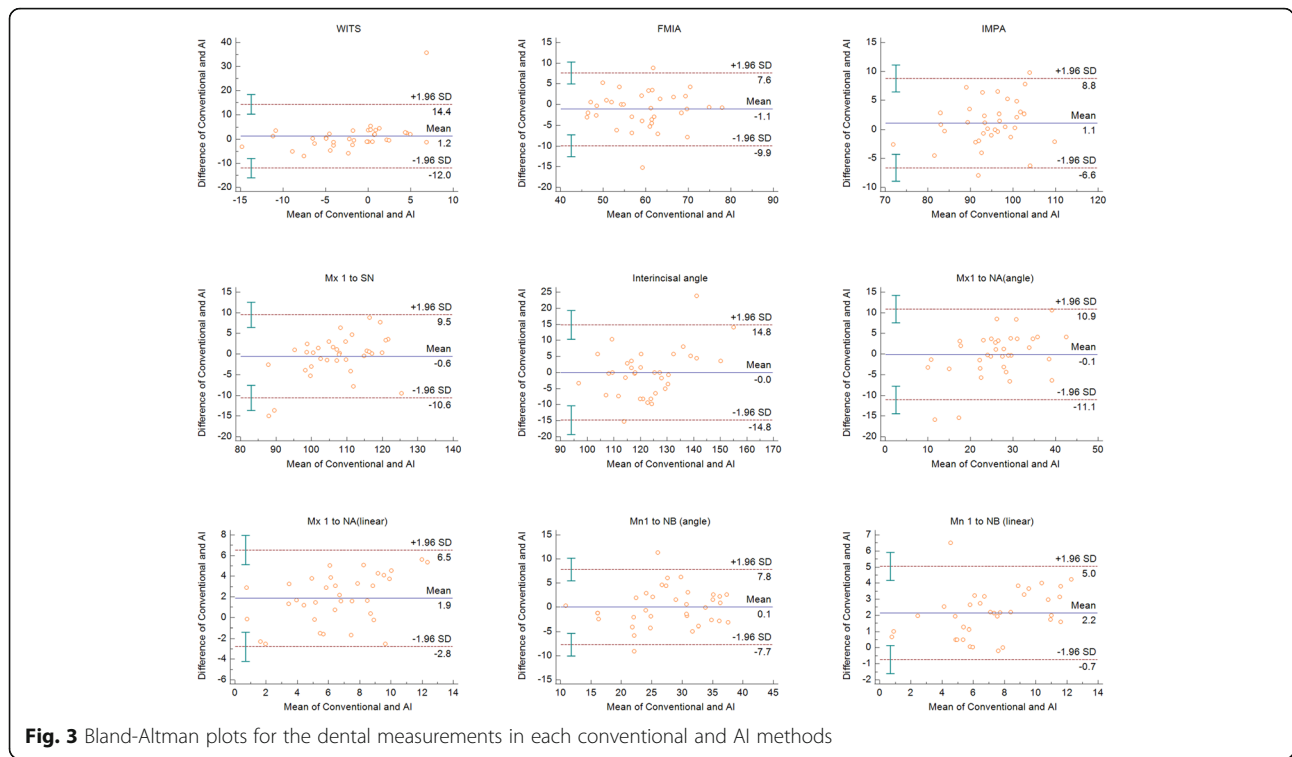 WITS
Difference of Conventional and AI
40
30
20
10
0
-10
-20
+1.96 SD
14.4
Mean
1.2
-1.96 SD
-12.0
-15 -10 -5 0 5 10
Mean of Conventional and AI
FMIA
Difference of Conventional and AI
15
10
5
0
-5
-10
-15
-20
+1.96 SD
7.6
Mean
-1.1
-1.96 SD
-9.9
40 50 60 70 80 90
Mean of Conventional and AI
IMPA
Difference of Conventional and AI
15
10
5
0
-5
-10
+1.96 SD
8.8
Mean
1.1
-1.96 SD
-6.6
70 80 90 100 110 120
Mean of Conventional and AI
Mx 1 to SN
Difference of Conventional and AI
15
10
5
0
-5
-10
-15
-20
+1.96 SD
9.5
Mean
-0.6
-1.96 SD
-10.6
80 90 100 110 120 130 140
Mean of Conventional and AI
Interincisal angle
Difference of Conventional and AI
25
20
15
10
5
0
-5
-10
-15
-20
+1.96 SD
14.8
Mean
-0.0
-1.96 SD
-14.8
90 100 110 120 130 140 150 160 170
Mean of Conventional and AI
Mx1 to NA(angle)
Difference of Conventional and AI
15
10
5
0
-5
-10
-15
-20
+1.96 SD
10.9
Mean
-0.1
-1.96 SD
-11.1
0 10 20 30 40 50
Mean of Conventional and AI
Mx 1 to NA(linear)
Difference of Conventional and AI
8
6
4
2
0
-2
-4
-6
+1.96 SD
6.5
Mean
1.9
-1.96 SD
-2.8
0 2 4 6 8 10 12 14
Mean of Conventional and AI
Mn1 to NB (angle)
Difference of Conventional and AI
15
10
5
0
-5
-10
-15
+1.96 SD
7.8
Mean
0.1
-1.96 SD
-7.7
10 15 20 25 30 35 40 45
Mean of Conventional and AI
Mn 1 to NB (linear)
Difference of Conventional and AI
7
6
5
4
3
2
1
0
-1
-2
+1.96 SD
5.0
Mean
2.2
-1.96 SD
-0.7
0 2 4 6 8 10 12 14
Mean of Conventional and AI
Fig. 3 Bland-Altman plots for the dental measurements in each conventional and AI methods